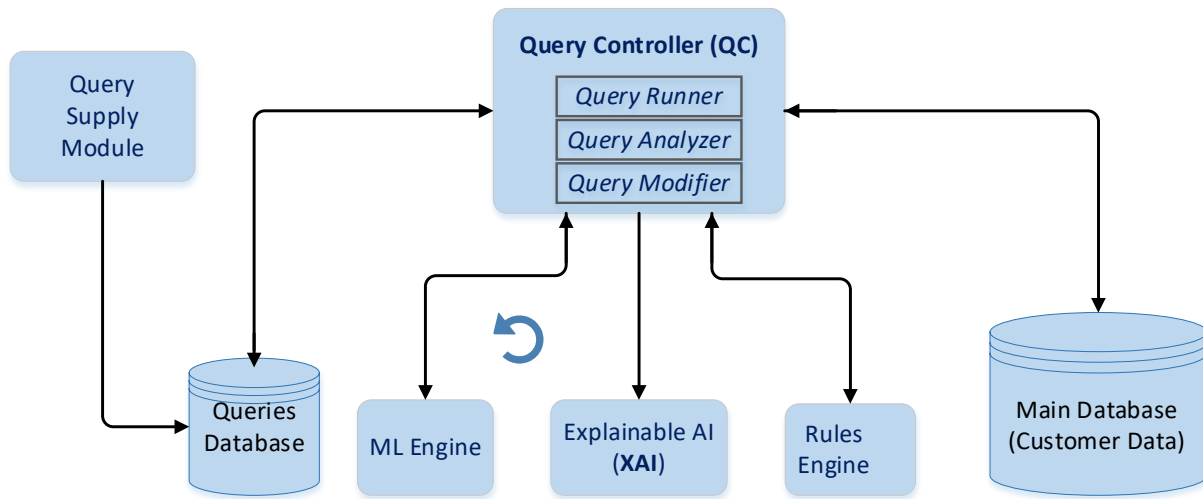 Query Controller (QC)
Query Runner
Query Analyzer
Query Modifier
Query
Supply
Module
Queries
Database
ML Engine
Explainable AI
(XAI)
Rules
Engine
Main Database
(Customer Data)